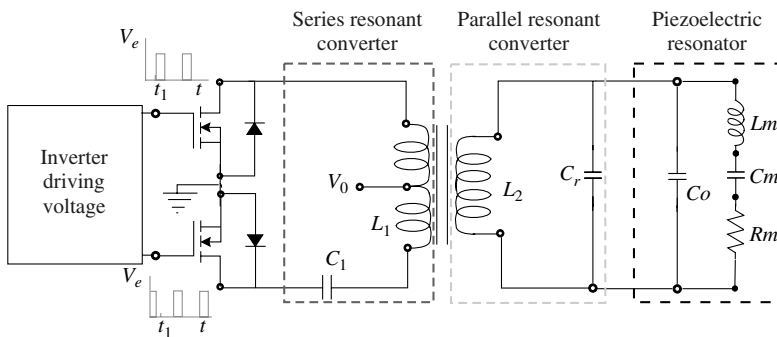 Series resonant
converter
Parallel resonant
converter
Piezoelectric
resonator
Ve
t1 t
Inverter
driving
voltage
V0
L1
L2
C1
Cr
Co
Lm
Cm
Rm
Ve
t1 t